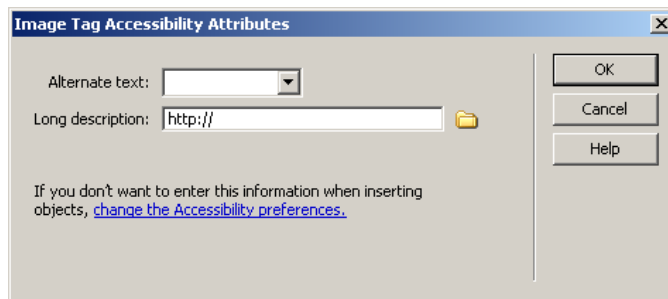 Image Tag Accessibility Attributes
Alternate text:
Long description: http://
If you don't want to enter this information when inserting
objects, change the Accessibility preferences.
OK
Cancel
Help